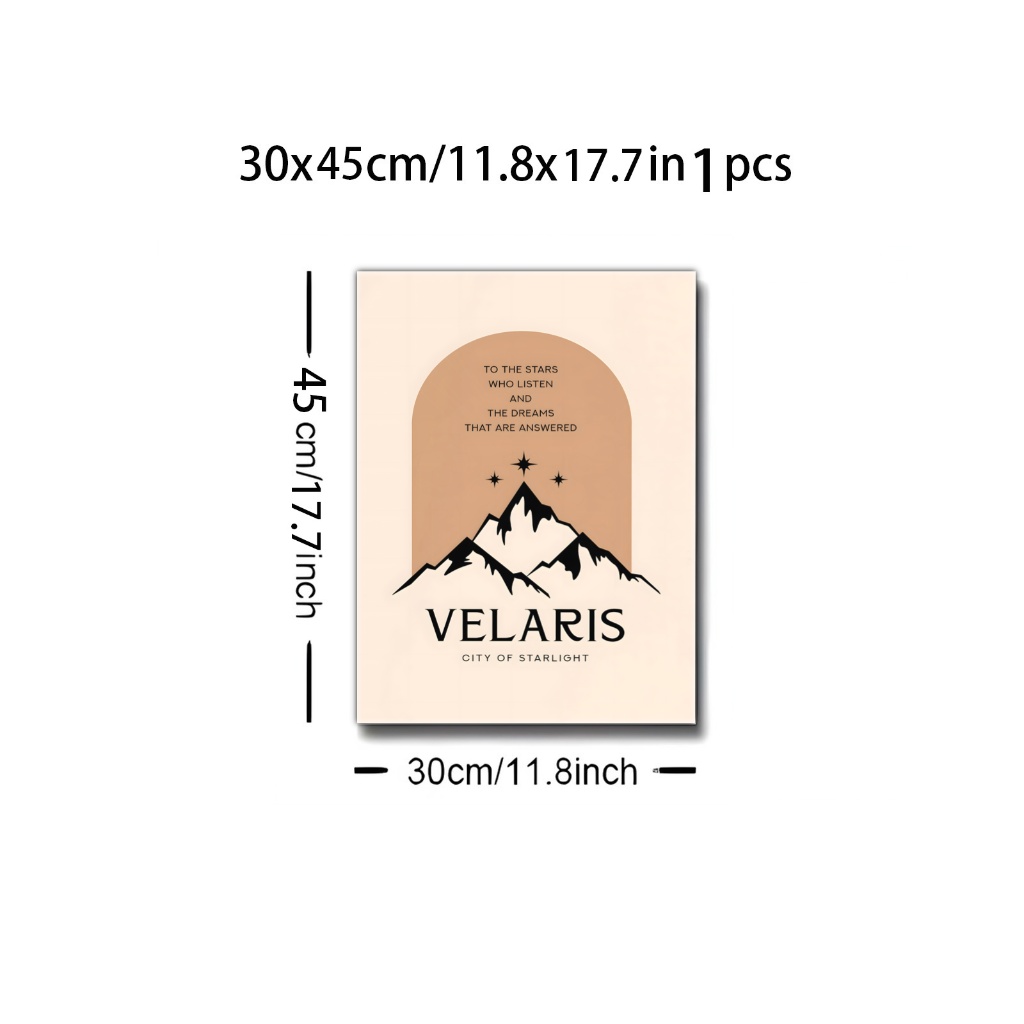 30x45cm/11.8x17.7in 1 pcs
45 cm/17.7inch
TO THE STARS
WHO LISTEN
AND
THE DREAMS
THAT ARE ANSWERED
VELARIS
CITY OF STARLIGHT
30cm/11.8inch